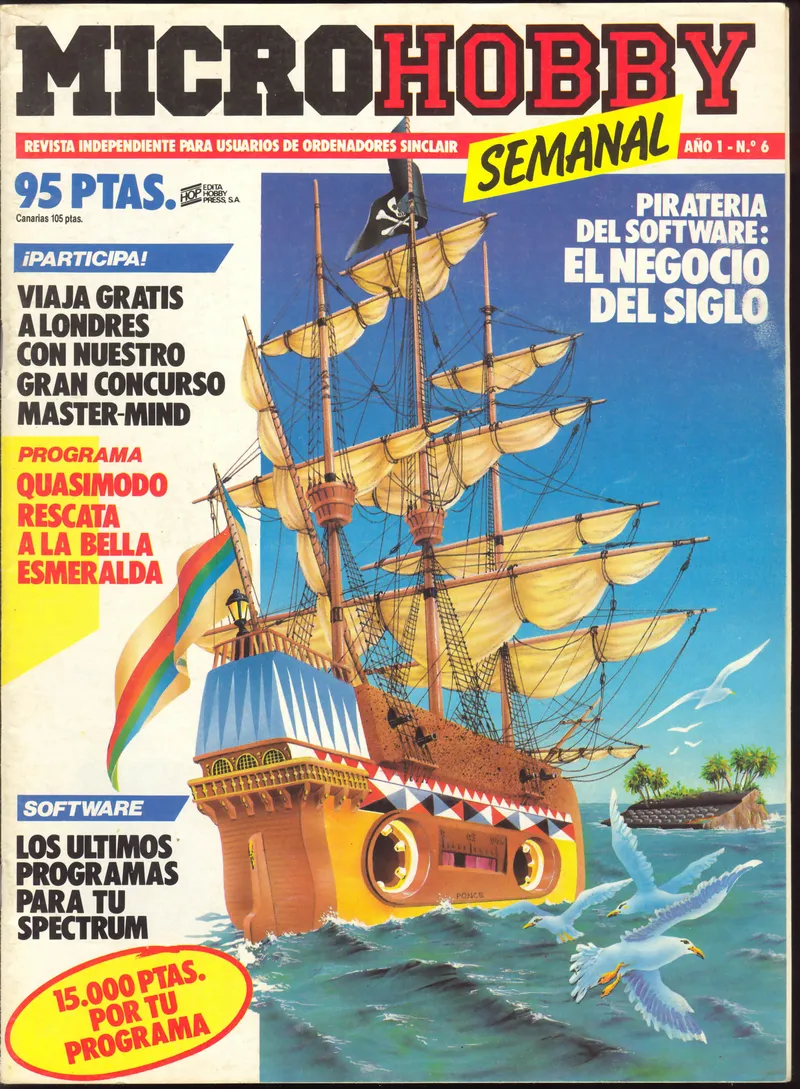 MICROHOBBY
REVISTA INDEPENDIENTE PARA USUARIOS DE ORDENADORES SINCLAIR
SEMANAL
AÑO 1 - N.º 6
95 PTAS.
HOP
EDITA
HOBBY
PRESS, S.A.
Canarias 105 ptas.
PIRATERIA
DEL SOFTWARE:
EL NEGOCIO
DEL SIGLO
¡PARTICIPA!
VIAJA GRATIS
A LONDRES
CON NUESTRO
GRAN CONCURSO
MASTER-MIND
PROGRAMA
QUASIMODO
RESCATA
A LA BELLA
ESMERALDA
SOFTWARE
LOS ULTIMOS
PROGRAMAS
PARA TU
SPECTRUM
PONCE
15.000 PTAS.
POR TU
PROGRAMA